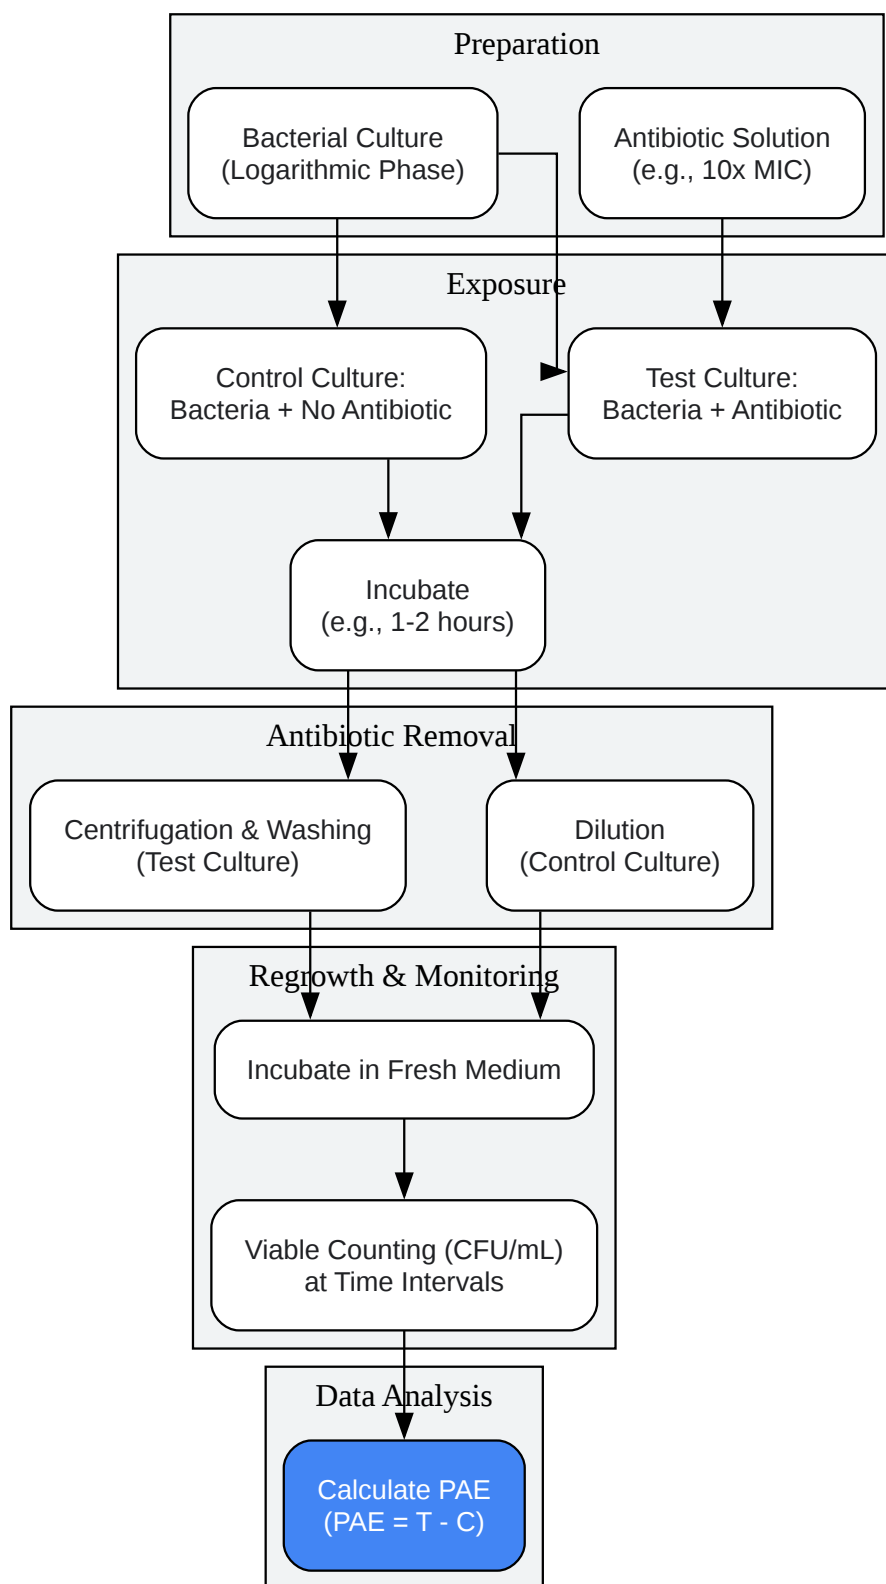 Preparation
Bacterial Culture
(Logarithmic Phase)
Antibiotic Solution
(e.g., 10x MIC)
Exposure
Control Culture:
Bacteria + No Antibiotic
Test Culture:
Bacteria + Antibiotic
Incubate
(e.g., 1-2 hours)
Antibiotic Removal
Centrifugation & Washing
(Test Culture)
Dilution
(Control Culture)
Regrowth & Monitoring
Incubate in Fresh Medium
Viable Counting (CFU/mL)
at Time Intervals
Data Analysis
Calculate PAE
(PAE = T - C)